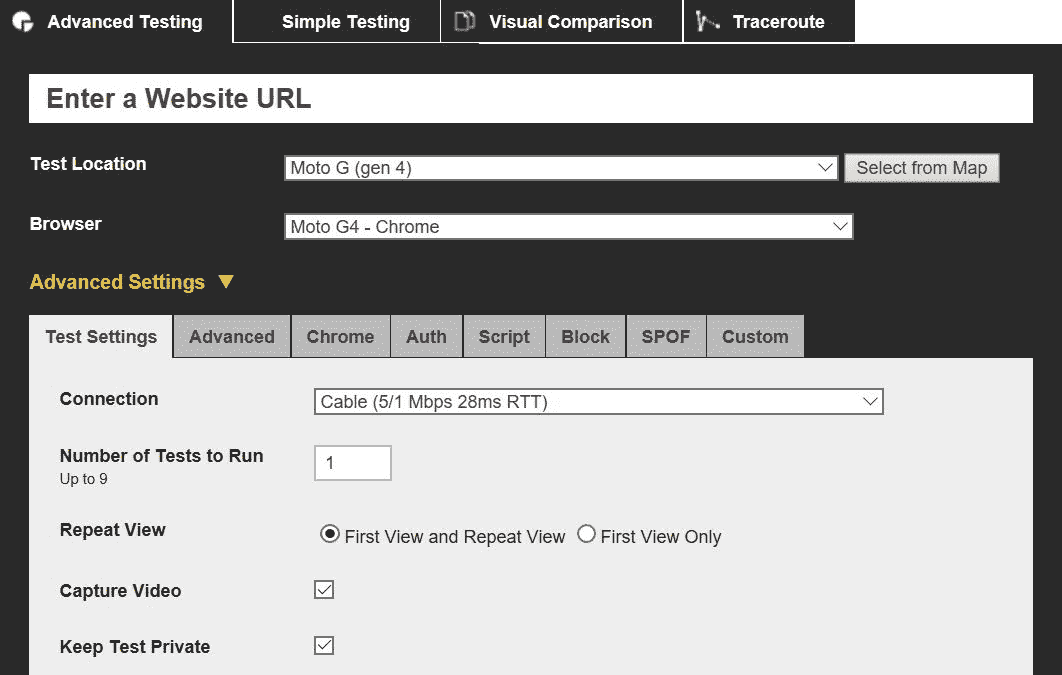 Advanced Testing Simple Testing Visual Comparison Traceroute
Enter a Website URL
Test Location Moto G (gen 4) Select from Map
Browser Moto G4 - Chrome
Advanced Settings ▼
Test Settings Advanced Chrome Auth Script Block SPOF Custom
Connection Cable (5/1 Mbps 28ms RTT)
Number of Tests to Run 1
Up to 9
Repeat View First View and Repeat View First View Only
Capture Video
Keep Test Private